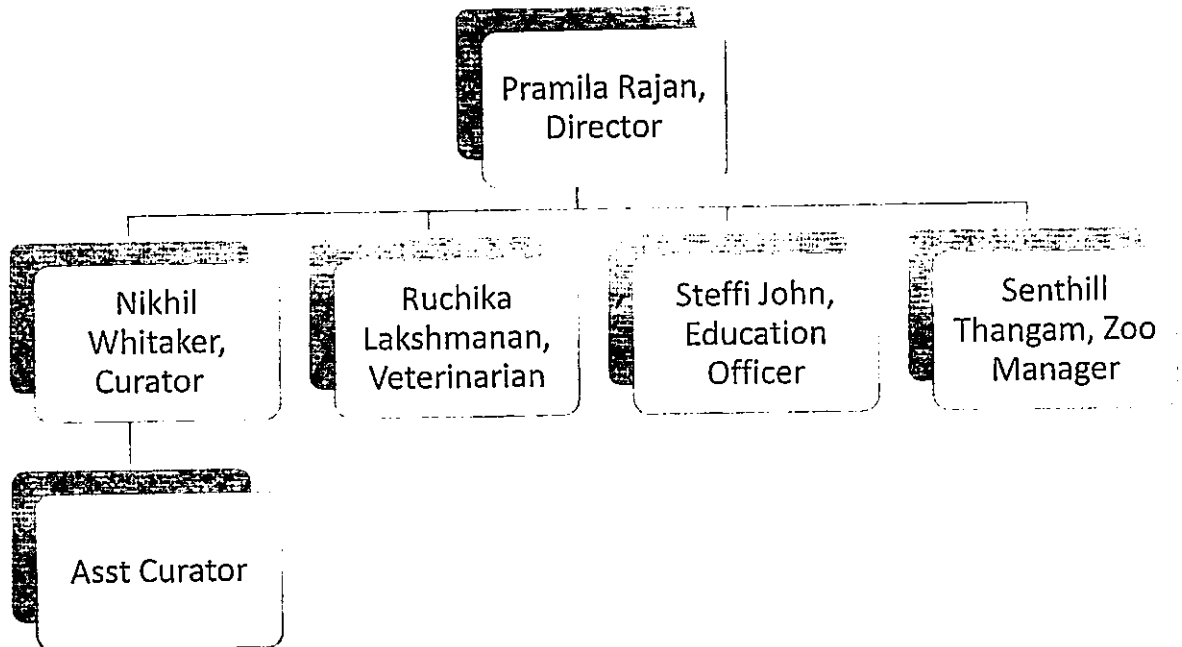 Pramila Rajan,
Director
Nikhil
Whitaker,
Curator
Ruchika
Lakshmanan,
Veterinarian
Steffi John,
Education
Officer
Senthill
Thangam, Zoo
Manager
Asst Curator